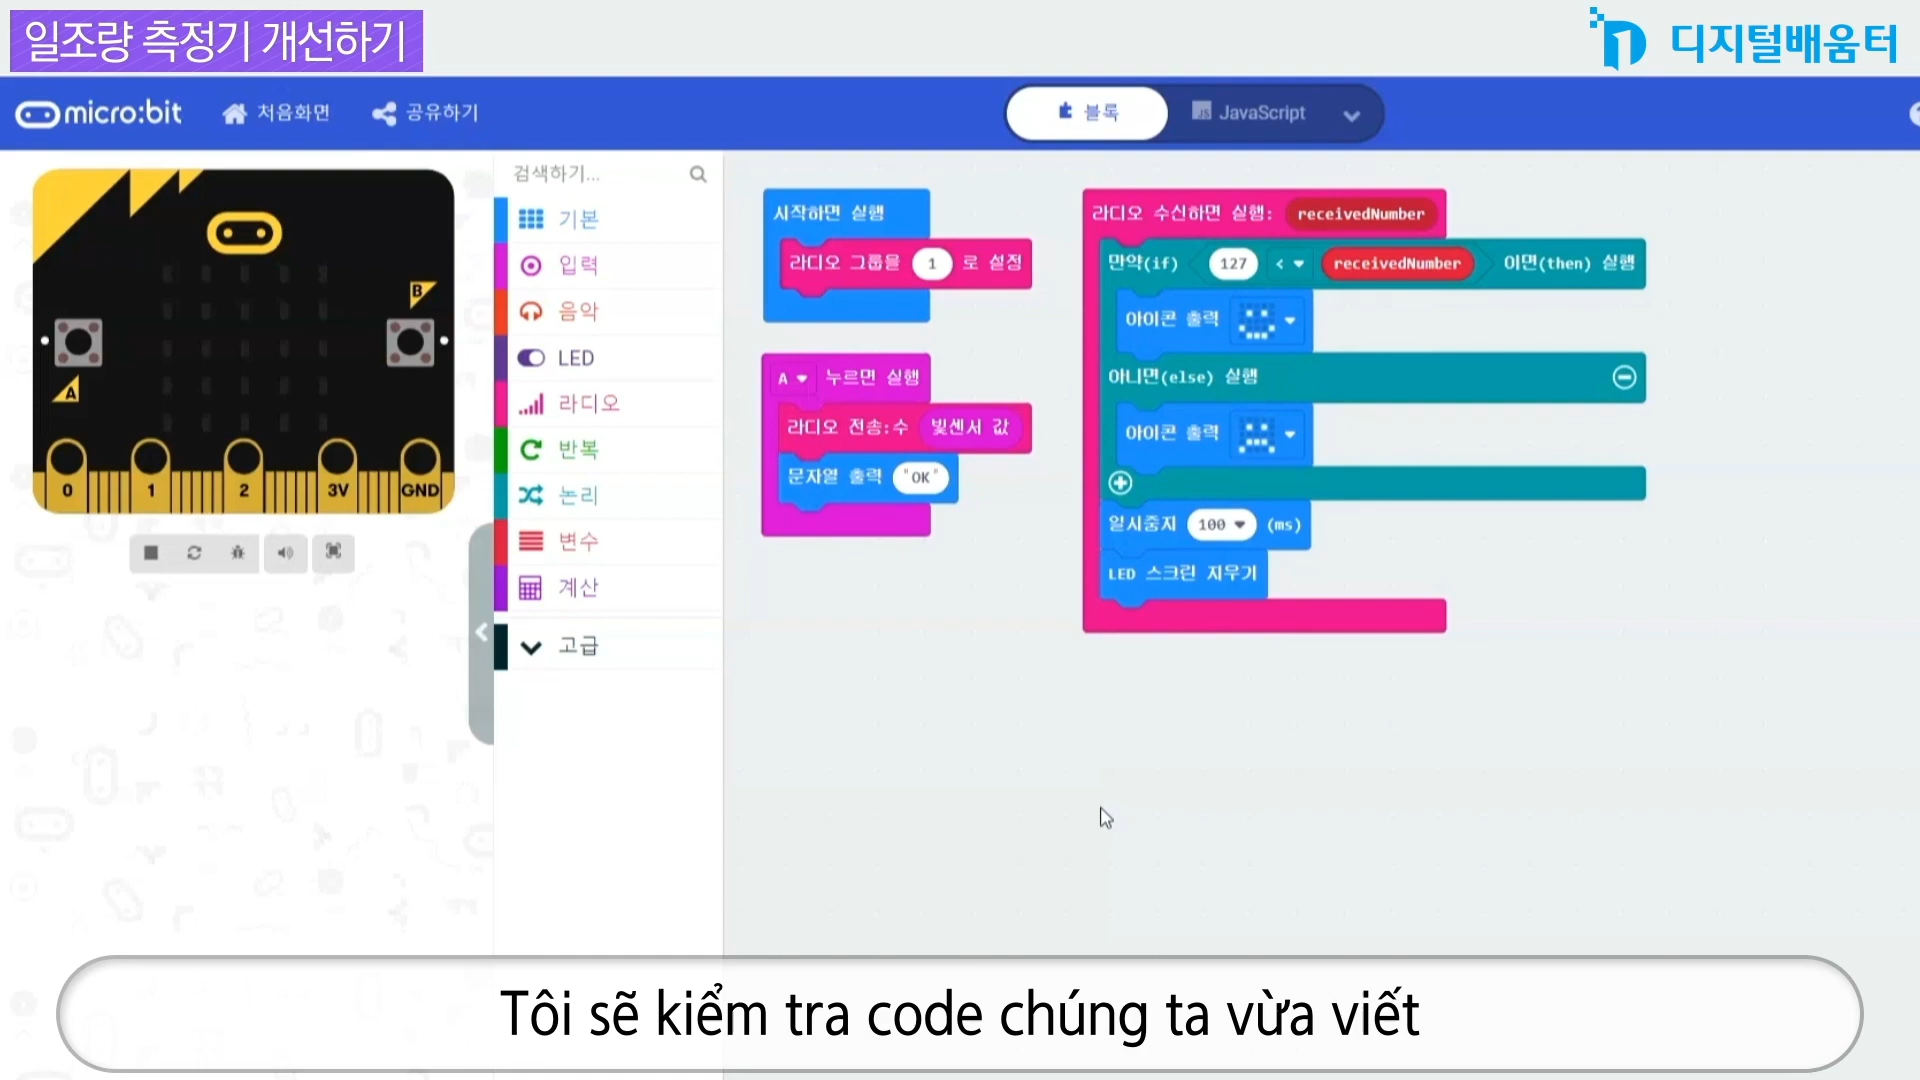 일조량 측정기 개선하기
디지털배움터
micro:bit
처음화면
공유하기
블록
JavaScript
검색하기...
기본
입력
음악
LED
라디오
반복
논리
변수
계산
고급
B
A
0 1 2 3V GND
시작하면 실행
라디오 그룹을 1 로 설정
A 누르면 실행
라디오 전송:수 빛센서 값
문자열 출력 "OK"
라디오 수신하면 실행: receivedNumber
만약(if) 127 < receivedNumber 이면(then) 실행
아이콘 출력
아니면(else) 실행
아이콘 출력
일시중지 100 (ms)
LED 스크린 지우기
Tôi sẽ kiểm tra code chúng ta vừa viết